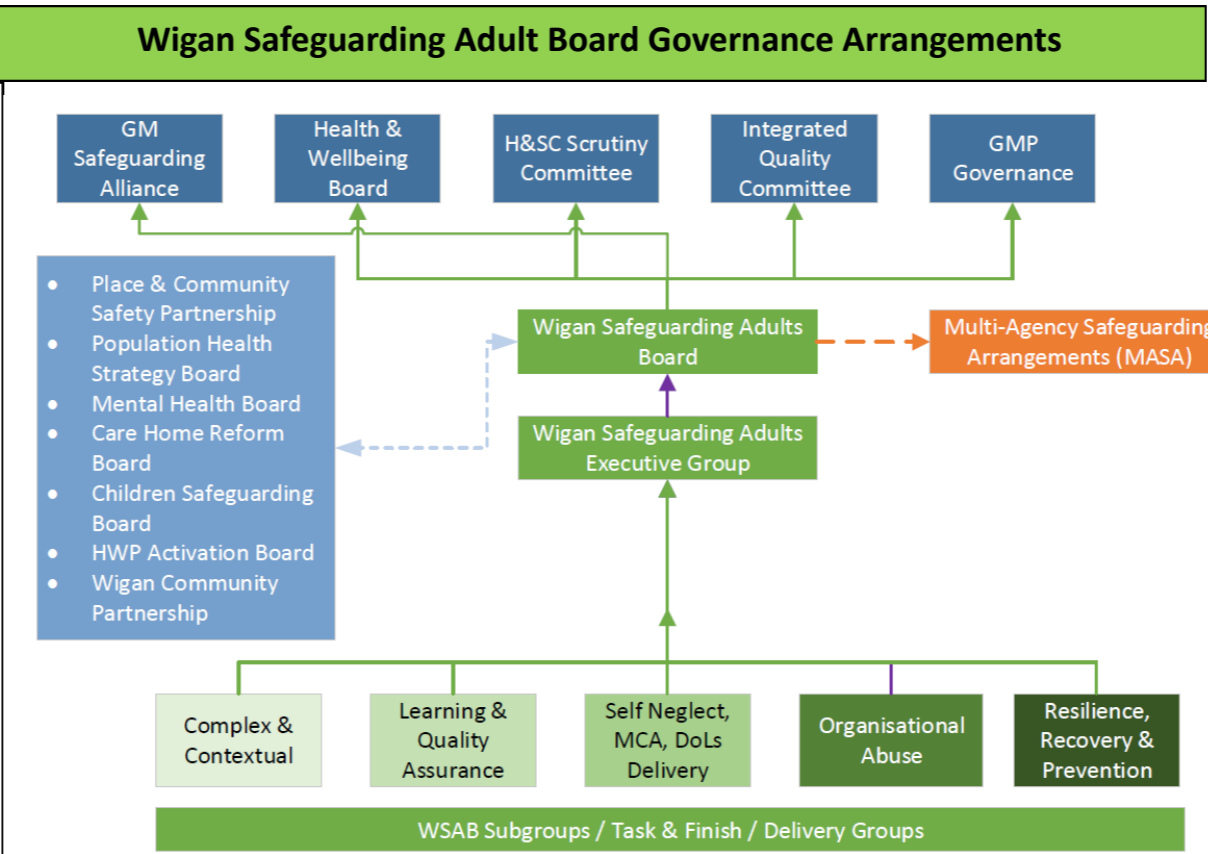 Wigan Safeguarding Adult Board Governance Arrangements
GM
Safeguarding
Alliance
Health &
Wellbeing
Board
H&SC Scrutiny
Committee
Integrated
Quality
Committee
GMP
Governance
• Place & Community
Safety Partnership
• Population Health
Strategy Board
• Mental Health Board
• Care Home Reform
Board
• Children Safeguarding
Board
• HWP Activation Board
• Wigan Community
Partnership
Wigan Safeguarding Adults
Board
Multi-Agency Safeguarding
Arrangements (MASA)
Wigan Safeguarding Adults
Executive Group
Complex &
Contextual
Learning &
Quality
Assurance
Self Neglect,
MCA, DoLs
Delivery
Organisational
Abuse
Resilience,
Recovery &
Prevention
WSAB Subgroups / Task & Finish / Delivery Groups